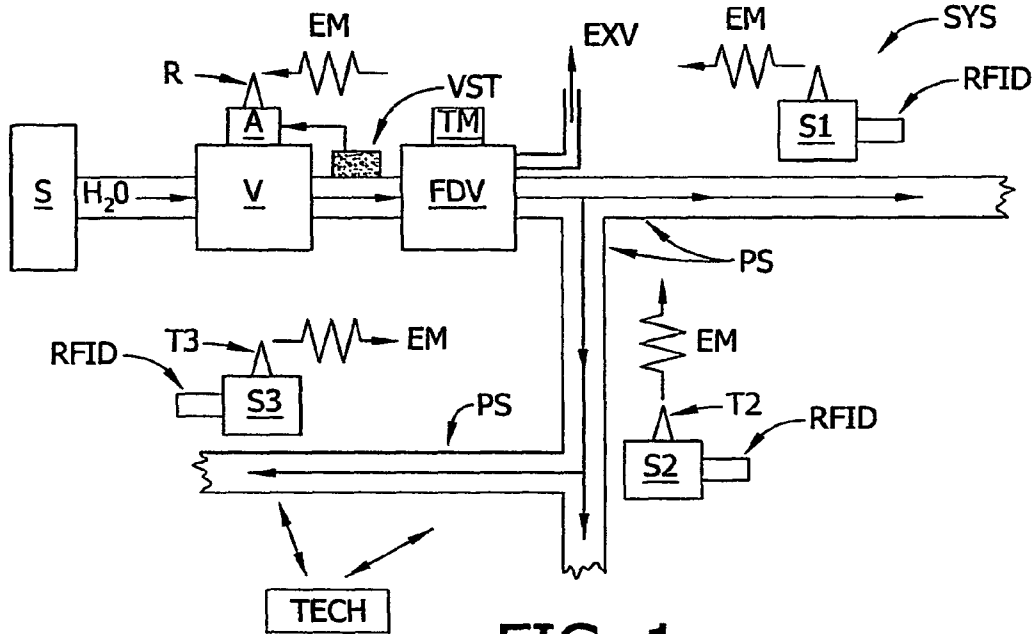 EM
EXV
EM
SYS
R
VST
RFID
A
TM
S1
S
H₂0
V
FDV
PS
T3
EM
EM
RFID
S3
PS
T2
RFID
S2
TECH
FIG. 1